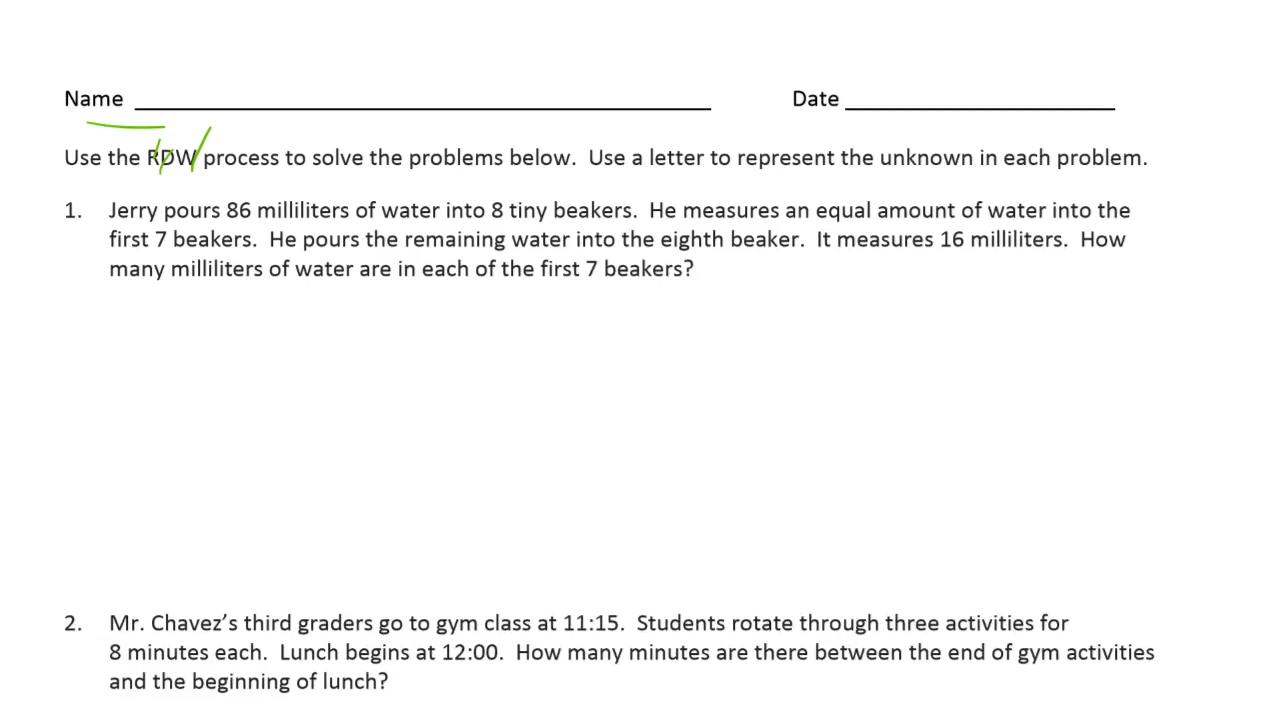 Name Date
Use the RDW process to solve the problems below. Use a letter to represent the unknown in each problem.
1. Jerry pours 86 milliliters of water into 8 tiny beakers. He measures an equal amount of water into the
first 7 beakers. He pours the remaining water into the eighth beaker. It measures 16 milliliters. How
many milliliters of water are in each of the first 7 beakers?
2. Mr. Chavez’s third graders go to gym class at 11:15. Students rotate through three activities for
8 minutes each. Lunch begins at 12:00. How many minutes are there between the end of gym activities
and the beginning of lunch?